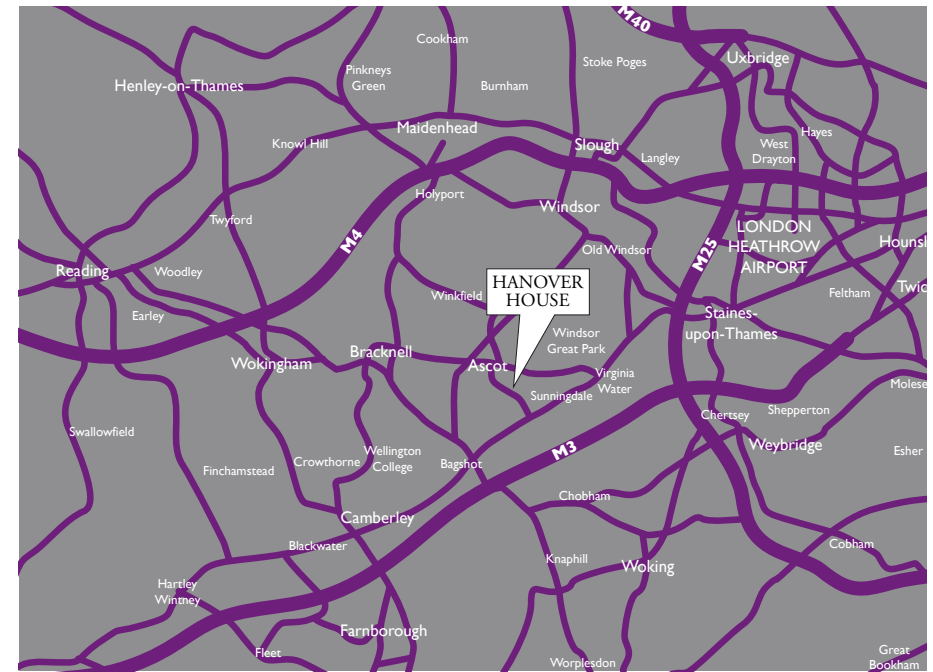 M40
Cookham
Uxbridge
Stoke Poges
Pinkneys
Green
Henley-on-Thames
Burnham
Maidenhead
Hayes
Knowl Hill
Slough
West
Drayton
Langley
Holyport
Windsor
Twyford
LONDON
HEATHROW
AIRPORT
M4
M25
Old Windsor
Hounsl
Reading
Woodley
HANOVER
HOUSE
Winkfield
Feltham
Twic
Earley
Staines-
upon-Thames
Windsor
Great Park
Wokingham
Bracknell
Ascot
Virginia
Water
Sunningdale
Molese
Chertsey
Shepperton
Swallowfield
Weybridge
Esher
M3
Wellington
College
Crowthorne
Bagshot
Finchamstead
Chobham
Camberley
Blackwater
Cobham
Knaphill
Woking
Hartley
Wintney
Farnborough
Fleet
Great
Bookham
Worplesdon